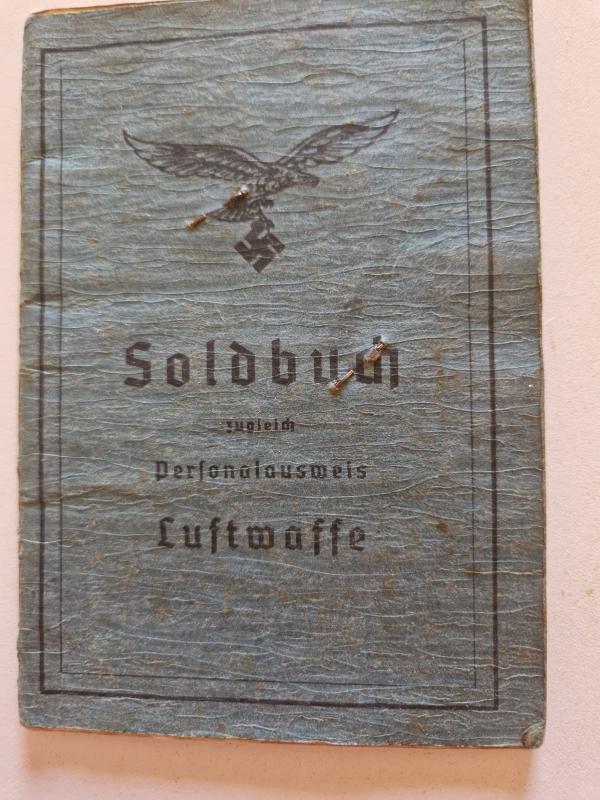 Soldbuch
zugleich
Perſonalausweis
Luftwaffe